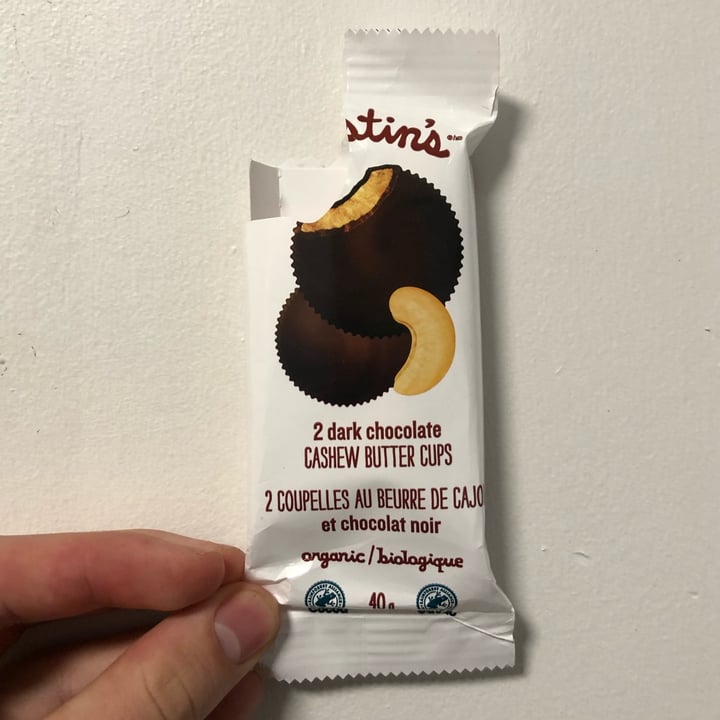 stin's
2 dark chocolate
CASHEW BUTTER CUPS
2 COUPELLES AU BEURRE DE CAJO
et chocolat noir
organic / biologique
40 g